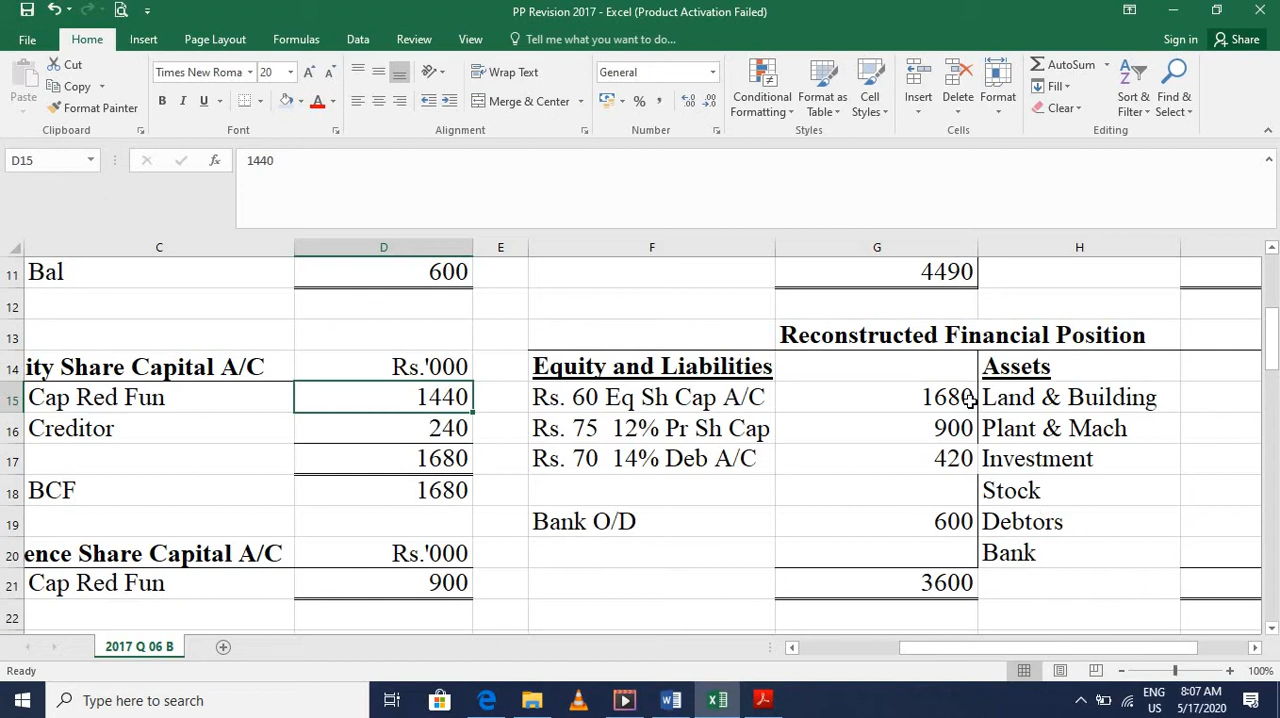 PP Revision 2017 - Excel (Product Activation Failed)
File Home Insert Page Layout Formulas Data Review View Tell me what you want to do... Sign in Share
Paste Cut Copy Format Painter
Times New Roma 20
B I U A
Wrap Text
Merge & Center
General
% ,
Conditional Formatting Format as Table Cell Styles
Insert Delete Format
AutoSum Fill Clear
Sort & Filter Find & Select
Clipboard Font Alignment Number Styles Cells Editing
D15 fx 1440
C D E F G H
11 Bal 600 4490
12
13 Reconstructed Financial Position
14 ity Share Capital A/C Rs.'000 Equity and Liabilities Assets
15 Cap Red Fun 1440 Rs. 60 Eq Sh Cap A/C 1680 Land & Building
16 Creditor 240 Rs. 75 12% Pr Sh Cap 900 Plant & Mach
17 1680 Rs. 70 14% Deb A/C 420 Investment
18 BCF 1680 Stock
19 Bank O/D 600 Debtors
20 ence Share Capital A/C Rs.'000 Bank
21 Cap Red Fun 900 3600
22
2017 Q 06 B
Ready 100%
Type here to search
ENG 8:07 AM
US 5/17/2020